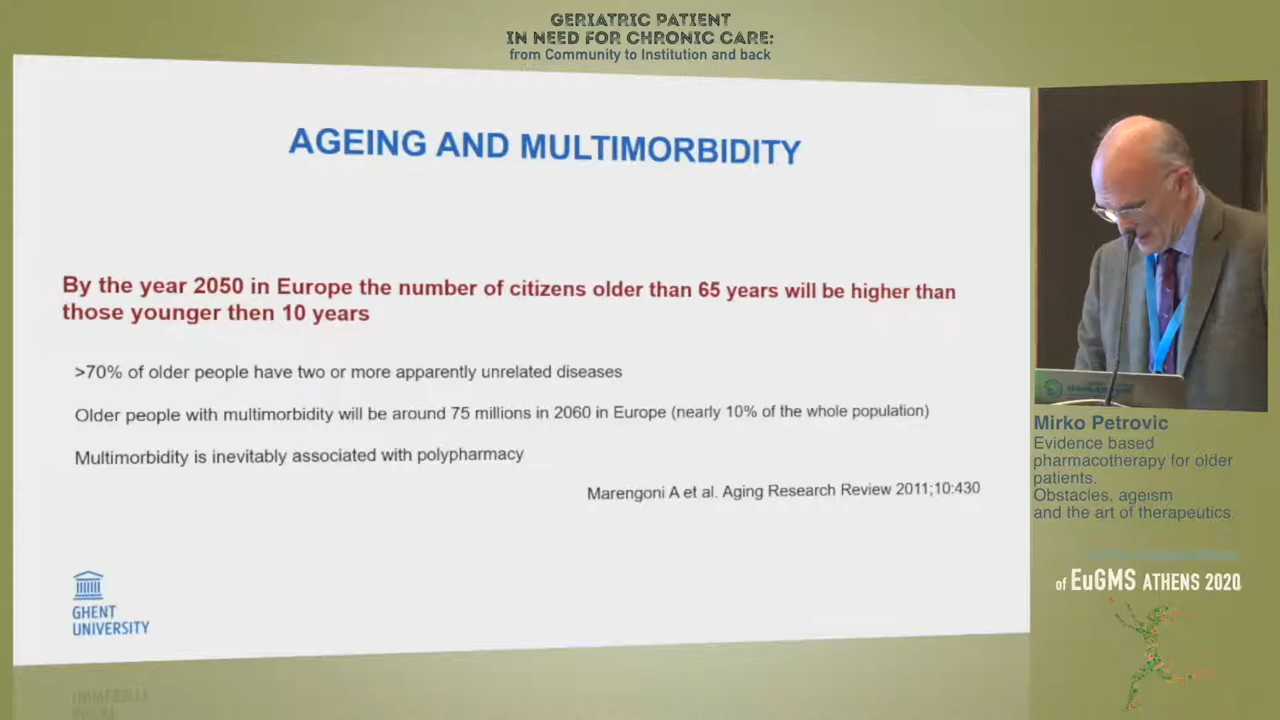 GERIATRIC PATIENT
IN NEED FOR CHRONIC CARE:
from Community to Institution and back
AGEING AND MULTIMORBIDITY
By the year 2050 in Europe the number of citizens older than 65 years will be higher than
those younger then 10 years
>70% of older people have two or more apparently unrelated diseases
Older people with multimorbidity will be around 75 millions in 2060 in Europe (nearly 10% of the whole population)
Multimorbidity is inevitably associated with polypharmacy
Marengoni A et al. Aging Research Review 2011;10:430
GHENT
UNIVERSITY
Mirko Petrovic
Evidence based
pharmacotherapy for older
patients.
Obstacles, ageism
and the art of therapeutics.
of EuGMS ATHENS 2020